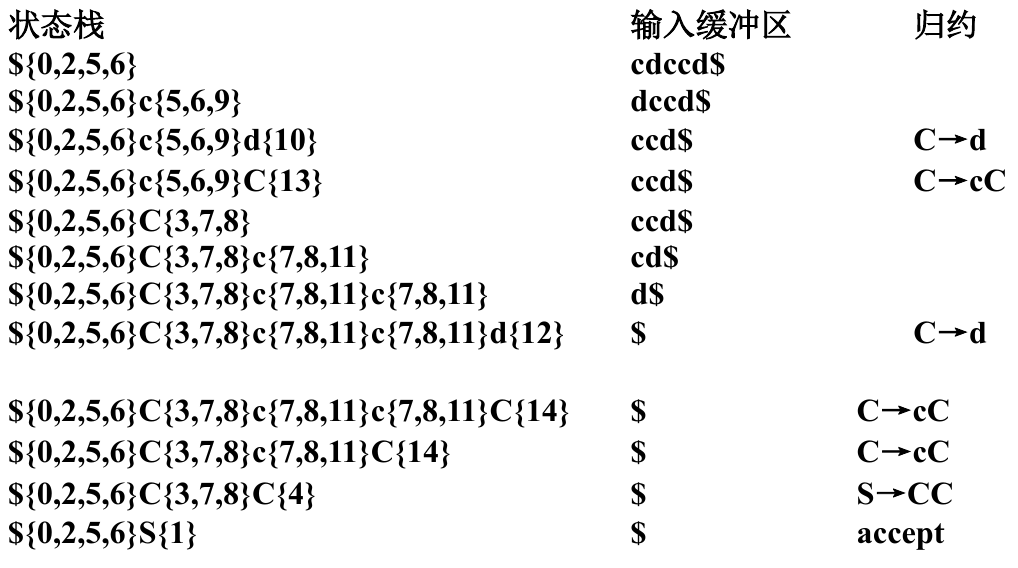 状态栈 输入缓冲区 归约
${0,2,5,6} cdccd$
${0,2,5,6}c{5,6,9} dccd$
${0,2,5,6}c{5,6,9}d{10} ccd$ C→d
${0,2,5,6}c{5,6,9}C{13} ccd$ C→cC
${0,2,5,6}C{3,7,8} ccd$
${0,2,5,6}C{3,7,8}c{7,8,11} cd$
${0,2,5,6}C{3,7,8}c{7,8,11}c{7,8,11} d$
${0,2,5,6}C{3,7,8}c{7,8,11}c{7,8,11}d{12} $ C→d
${0,2,5,6}C{3,7,8}c{7,8,11}c{7,8,11}C{14} $ C→cC
${0,2,5,6}C{3,7,8}c{7,8,11}C{14} $ C→cC
${0,2,5,6}C{3,7,8}C{4} $ S→CC
${0,2,5,6}S{1} $ accept